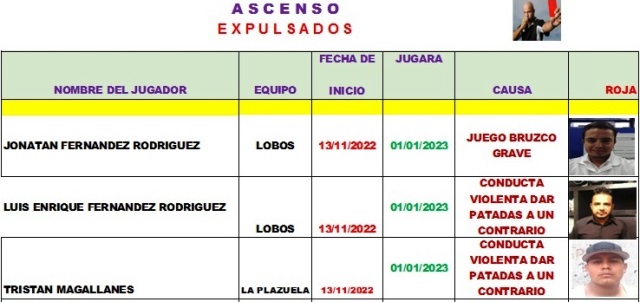 ASCENSO
EXPULSADOS
NOMBRE DEL JUGADOR EQUIPO FECHA DE INICIO JUGARA CAUSA ROJA
JONATAN FERNANDEZ RODRIGUEZ LOBOS 13/11/2022 01/01/2023 JUEGO BRUZCO GRAVE
LUIS ENRIQUE FERNANDEZ RODRIGUEZ LOBOS 13/11/2022 01/01/2023 CONDUCTA VIOLENTA DAR PATADAS A UN CONTRARIO
TRISTAN MAGALLANES LA PLAZUELA 13/11/2022 01/01/2023 CONDUCTA VIOLENTA DAR PATADAS A UN CONTRARIO